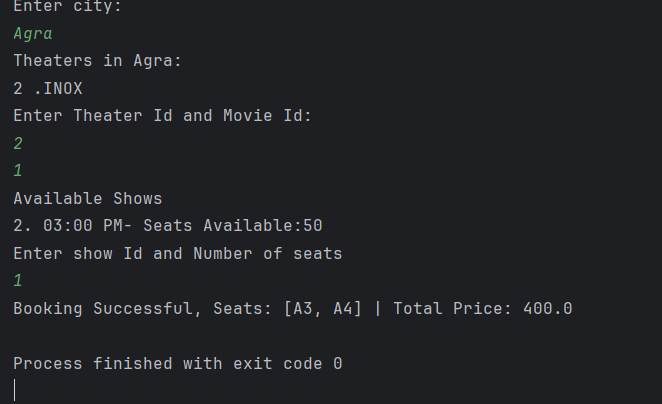 Enter city:
Agra
Theaters in Agra:
2 .INOX
Enter Theater Id and Movie Id:
2
1
Available Shows
2. 03:00 PM- Seats Available:50
Enter show Id and Number of seats
1
Booking Successful, Seats: [A3, A4] | Total Price: 400.0
Process finished with exit code 0